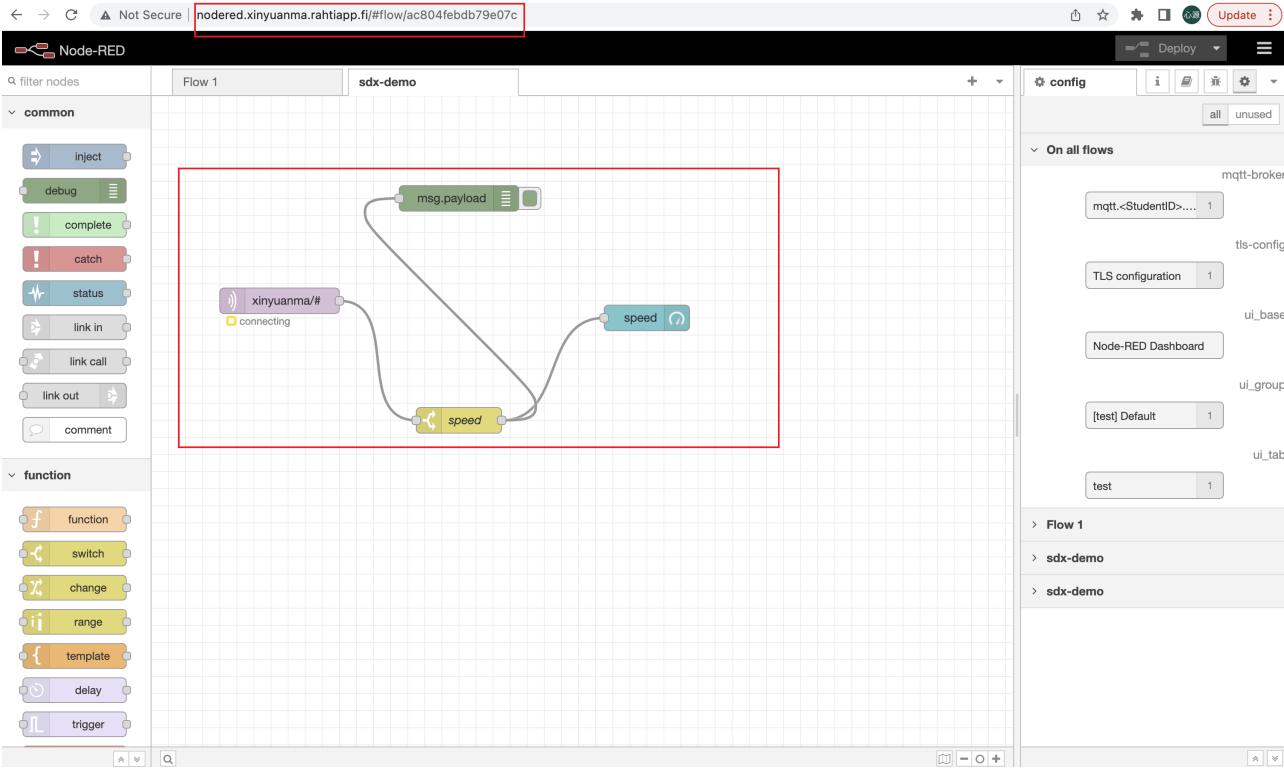 Not Secure nodered.xinyuanma.rahtiapp.fi/#flow/ac804febdb79e07c 心源 Update
Node-RED Deploy
filter nodes
common
inject
debug
complete
catch
status
link in
link call
link out
comment
function
function
switch
change
range
template
delay
trigger
Flow 1 sdx-demo
msg.payload
xinyuanma/#
connecting
speed
speed
config
all unused
On all flows
mqtt-broker
mqtt.<StudentID>.... 1
tls-config
TLS configuration 1
ui_base
Node-RED Dashboard
ui_group
[test] Default 1
ui_tab
test 1
Flow 1
sdx-demo
sdx-demo